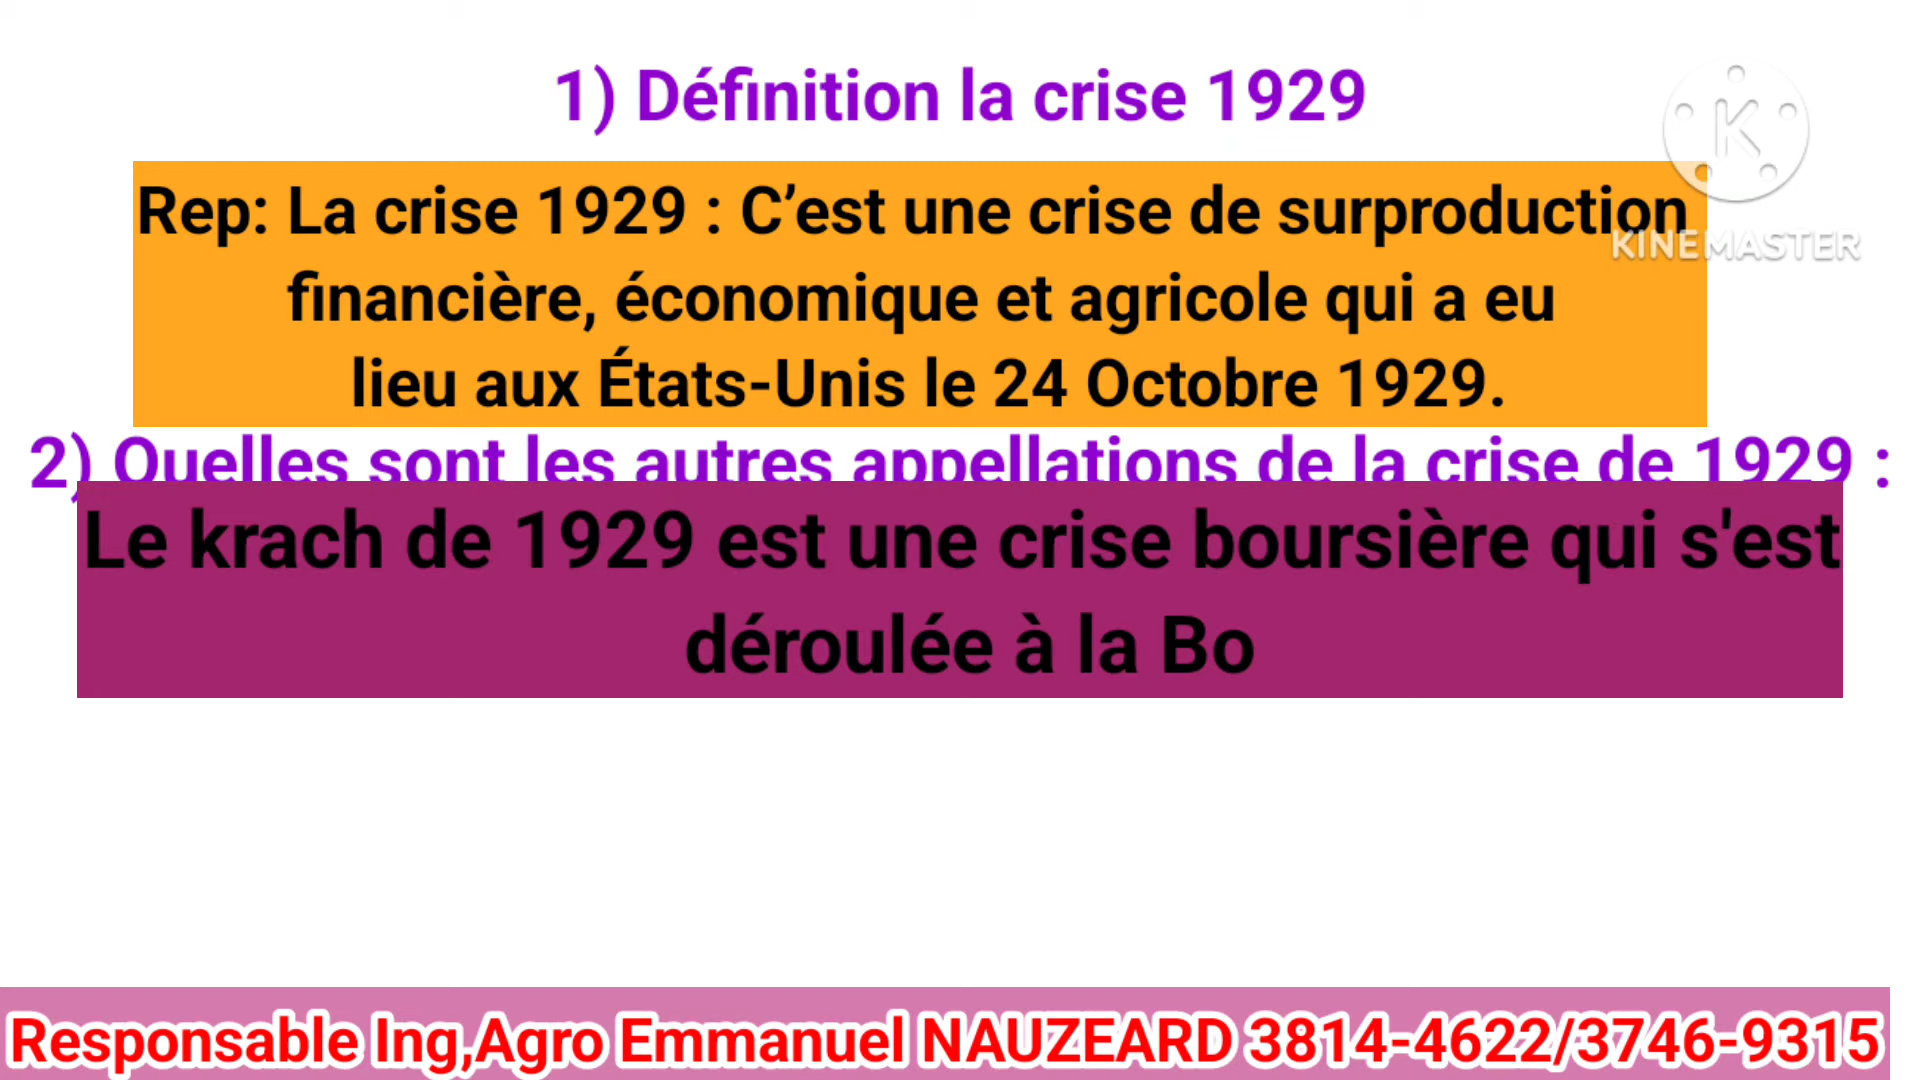 1) Définition la crise 1929
Rep: La crise 1929 : C’est une crise de surproduction
financière, économique et agricole qui a eu
lieu aux États-Unis le 24 Octobre 1929.
KINEMASTER
2) Quelles sont les autres appellations de la crise de 1929 :
Le krach de 1929 est une crise boursière qui s'est
déroulée à la Bo
Responsable Ing,Agro Emmanuel NAUZEARD 3814-4622/3746-9315